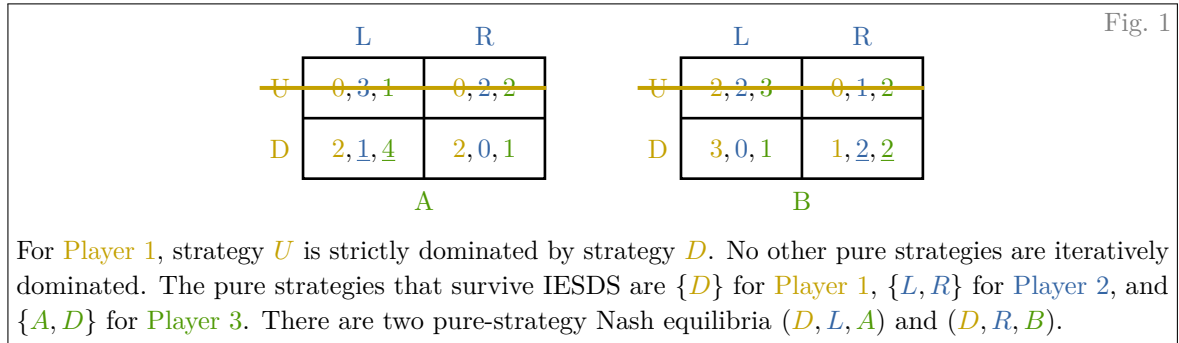 Fig. 1
L R L R
U 0, 3, 1 0, 2, 2 U 2, 2, 3 0, 1, 2
D 2, 1, 4 2, 0, 1 D 3, 0, 1 1, 2, 2
A B
For Player 1, strategy U is strictly dominated by strategy D. No other pure strategies are iteratively
dominated. The pure strategies that survive IESDS are {D} for Player 1, {L, R} for Player 2, and
{A, D} for Player 3. There are two pure-strategy Nash equilibria (D, L, A) and (D, R, B).